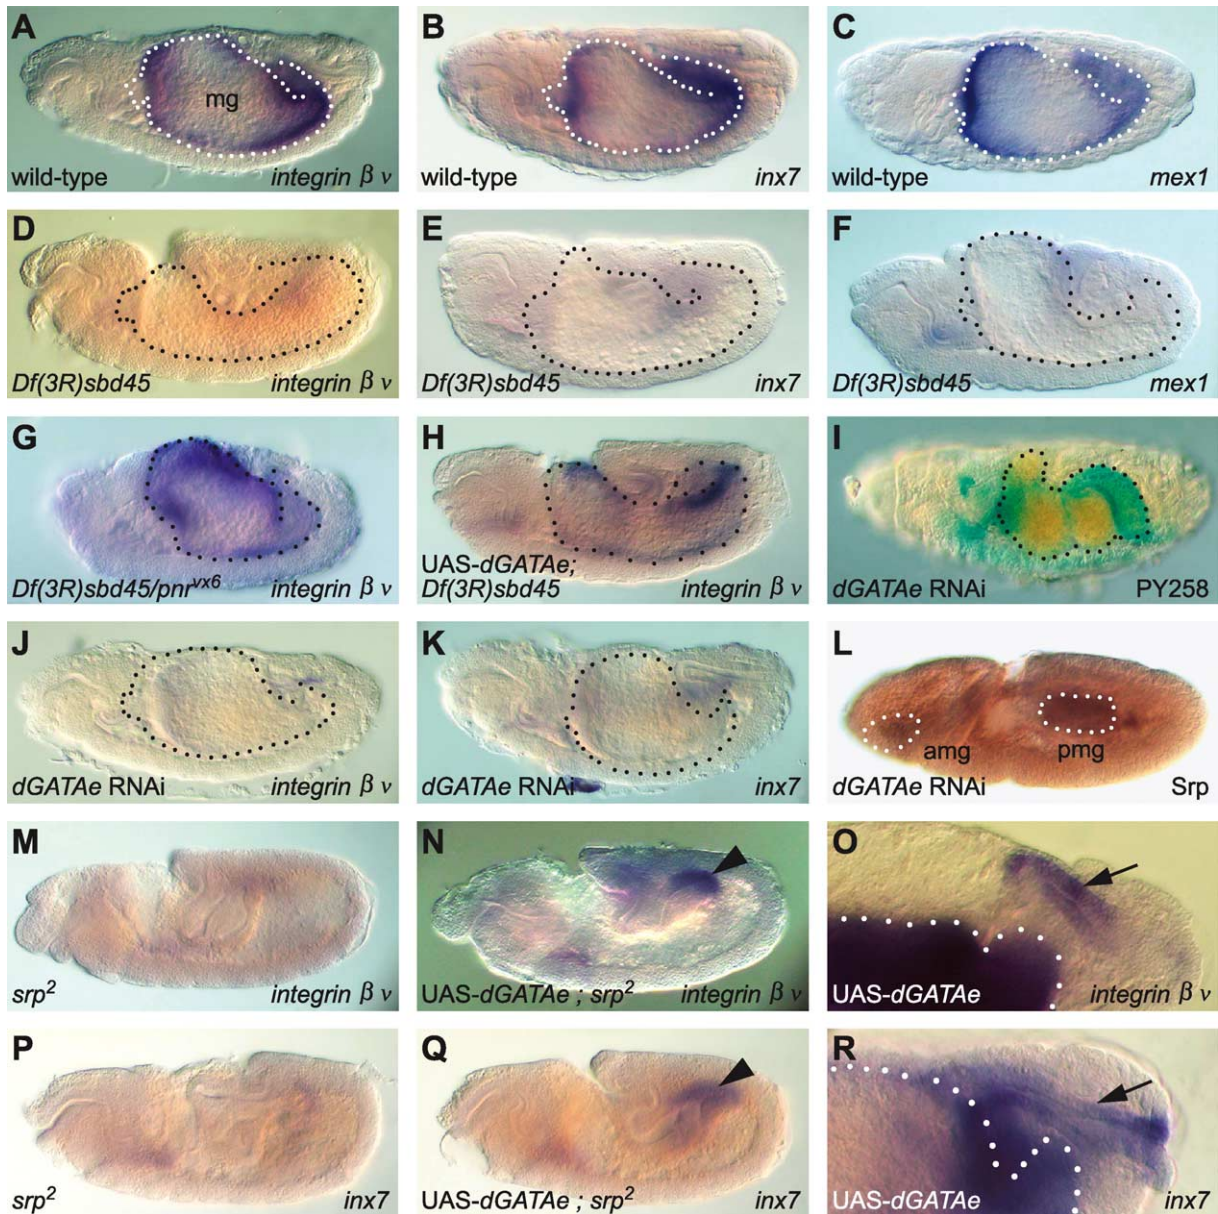 A
mg
wild-type integrin β ν
B
wild-type inx7
C
wild-type mex1
D
Df(3R)sbd45 integrin β ν
E
Df(3R)sbd45 inx7
F
Df(3R)sbd45 mex1
G
Df(3R)sbd45/pnr^vx6 integrin β ν
H
UAS-dGATAe;
Df(3R)sbd45 integrin β ν
I
dGATAe RNAi PY258
J
dGATAe RNAi integrin β ν
K
dGATAe RNAi inx7
L
amg pmg
dGATAe RNAi Srp
M
srp² integrin β ν
N
UAS-dGATAe ; srp² integrin β ν
O
UAS-dGATAe integrin β ν
P
srp² inx7
Q
UAS-dGATAe ; srp² inx7
R
UAS-dGATAe inx7